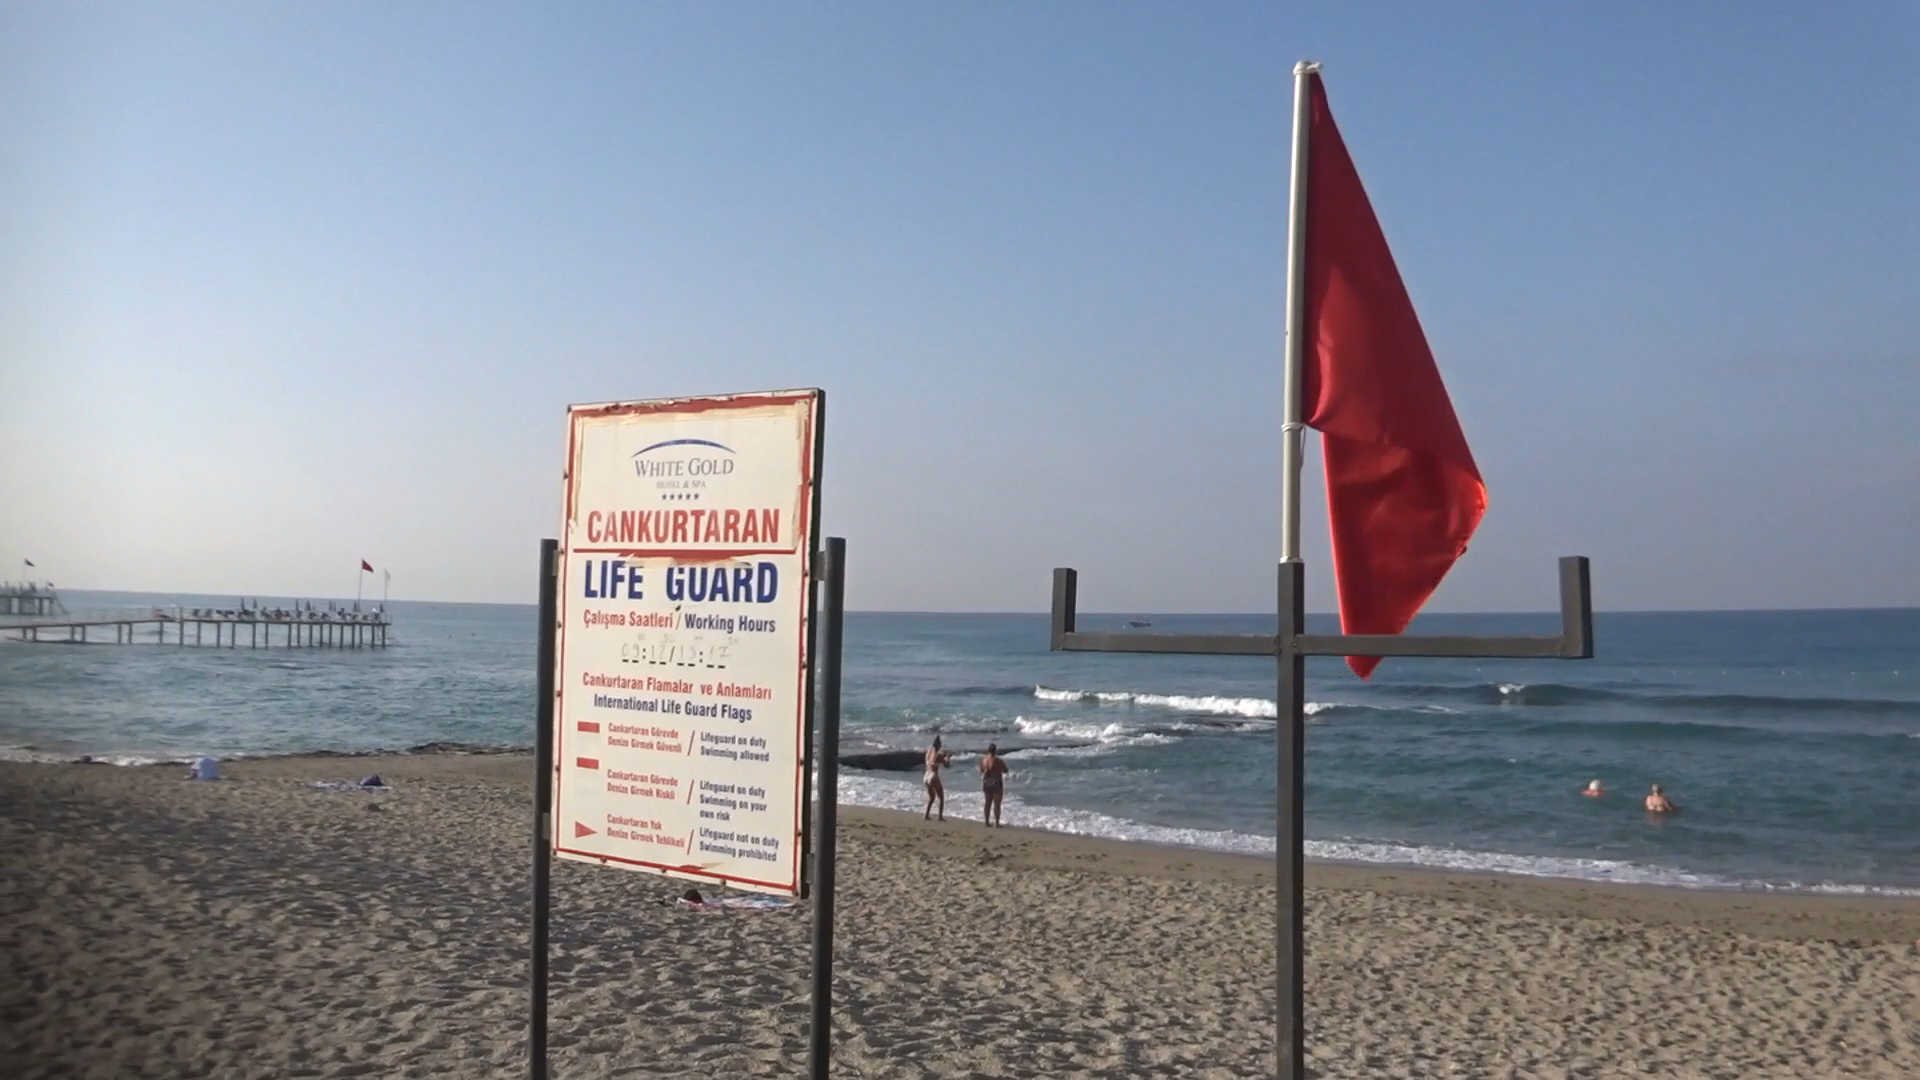 WHITE GOLD
HOTEL & SPA
CANKURTARAN
LIFE GUARD
Çalışma Saatleri / Working Hours
Cankurtaran Flamalar ve Anlamları
International Life Guard Flags
Cankurtaran Görevde / Lifeguard on duty
Denize Girmek Güvenli / Swimming allowed
Cankurtaran Görevde / Lifeguard on duty
Denize Girmek Riskli / Swimming on your
own risk
Cankurtaran Yok / Lifeguard not on duty
Denize Girmek Tehlikeli / Swimming prohibited